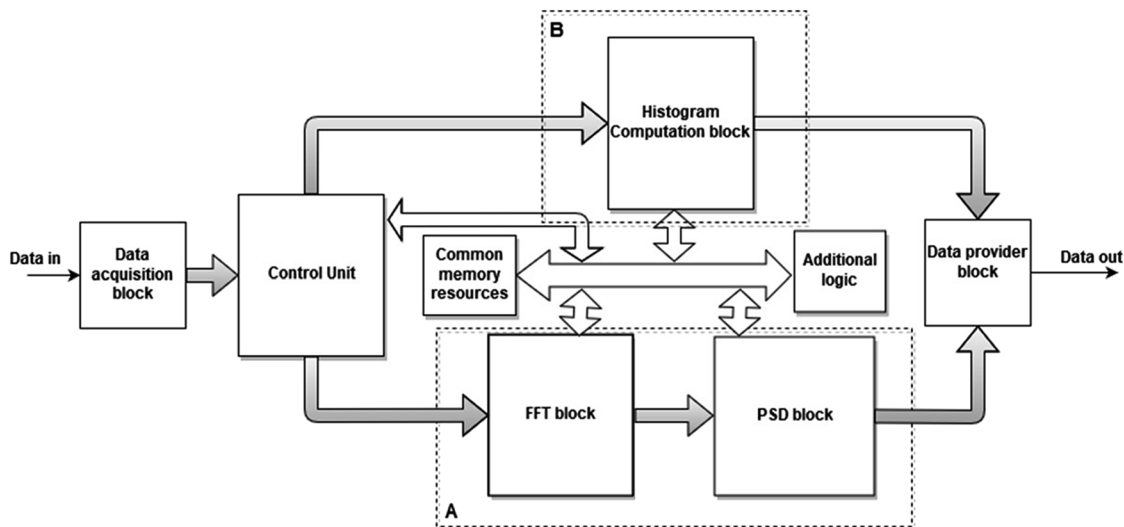 B
Histogram
Computation block
Data in
Data
acquisition
block
Control Unit
Common
memory
resources
Additional
logic
Data provider
block
Data out
FFT block
PSD block
A